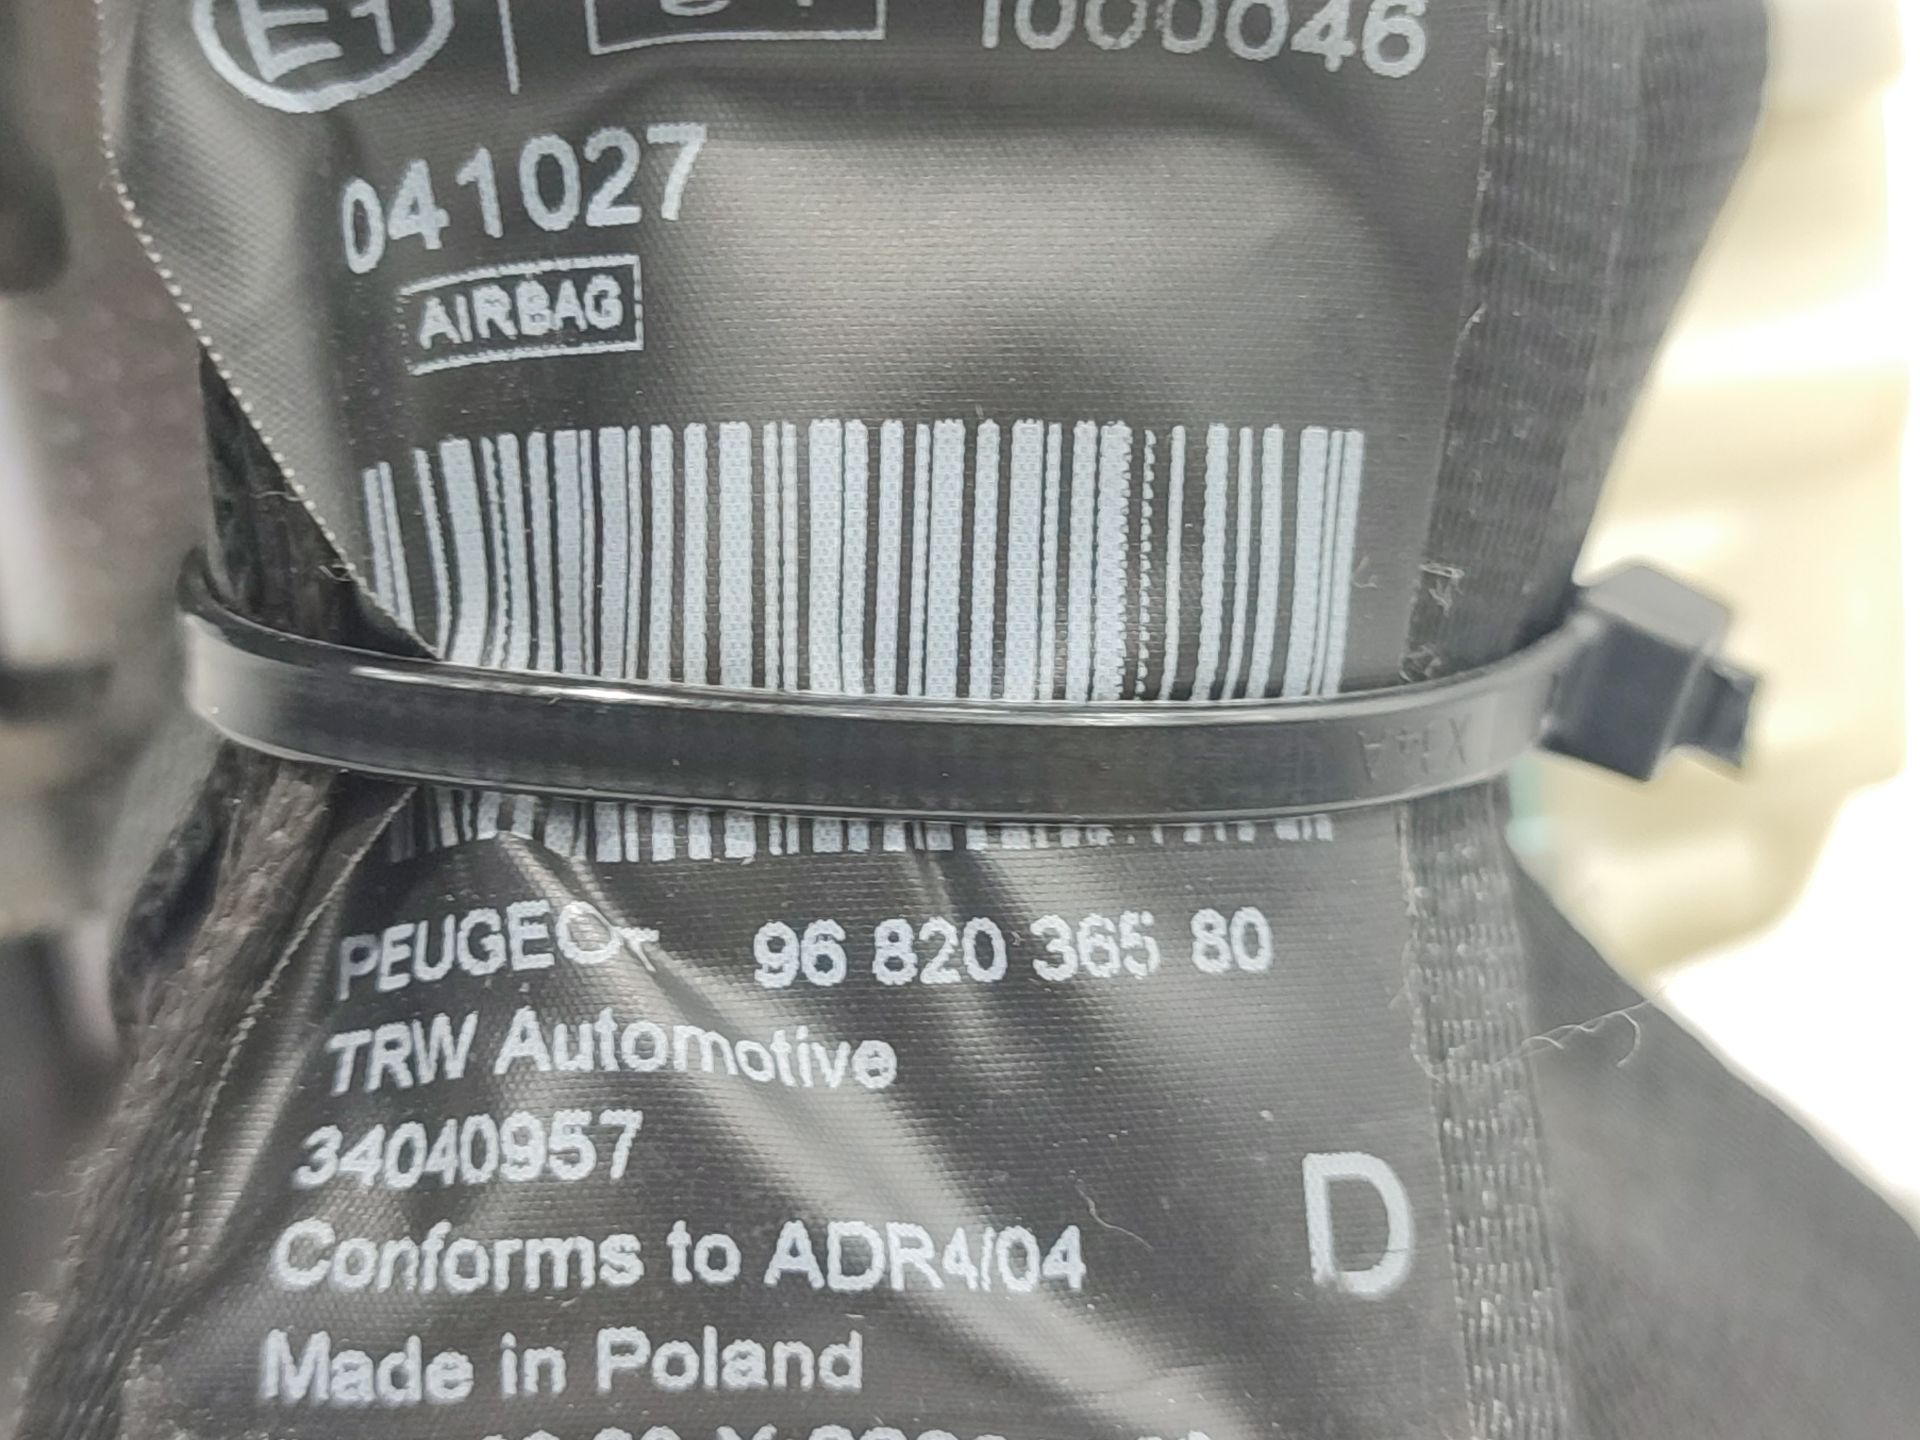 E1
1000046
041027
AIRBAG
PEUGEOT 96 820 365 80
TRW Automotive
34040957
D
Conforms to ADR4/04
Made in Poland